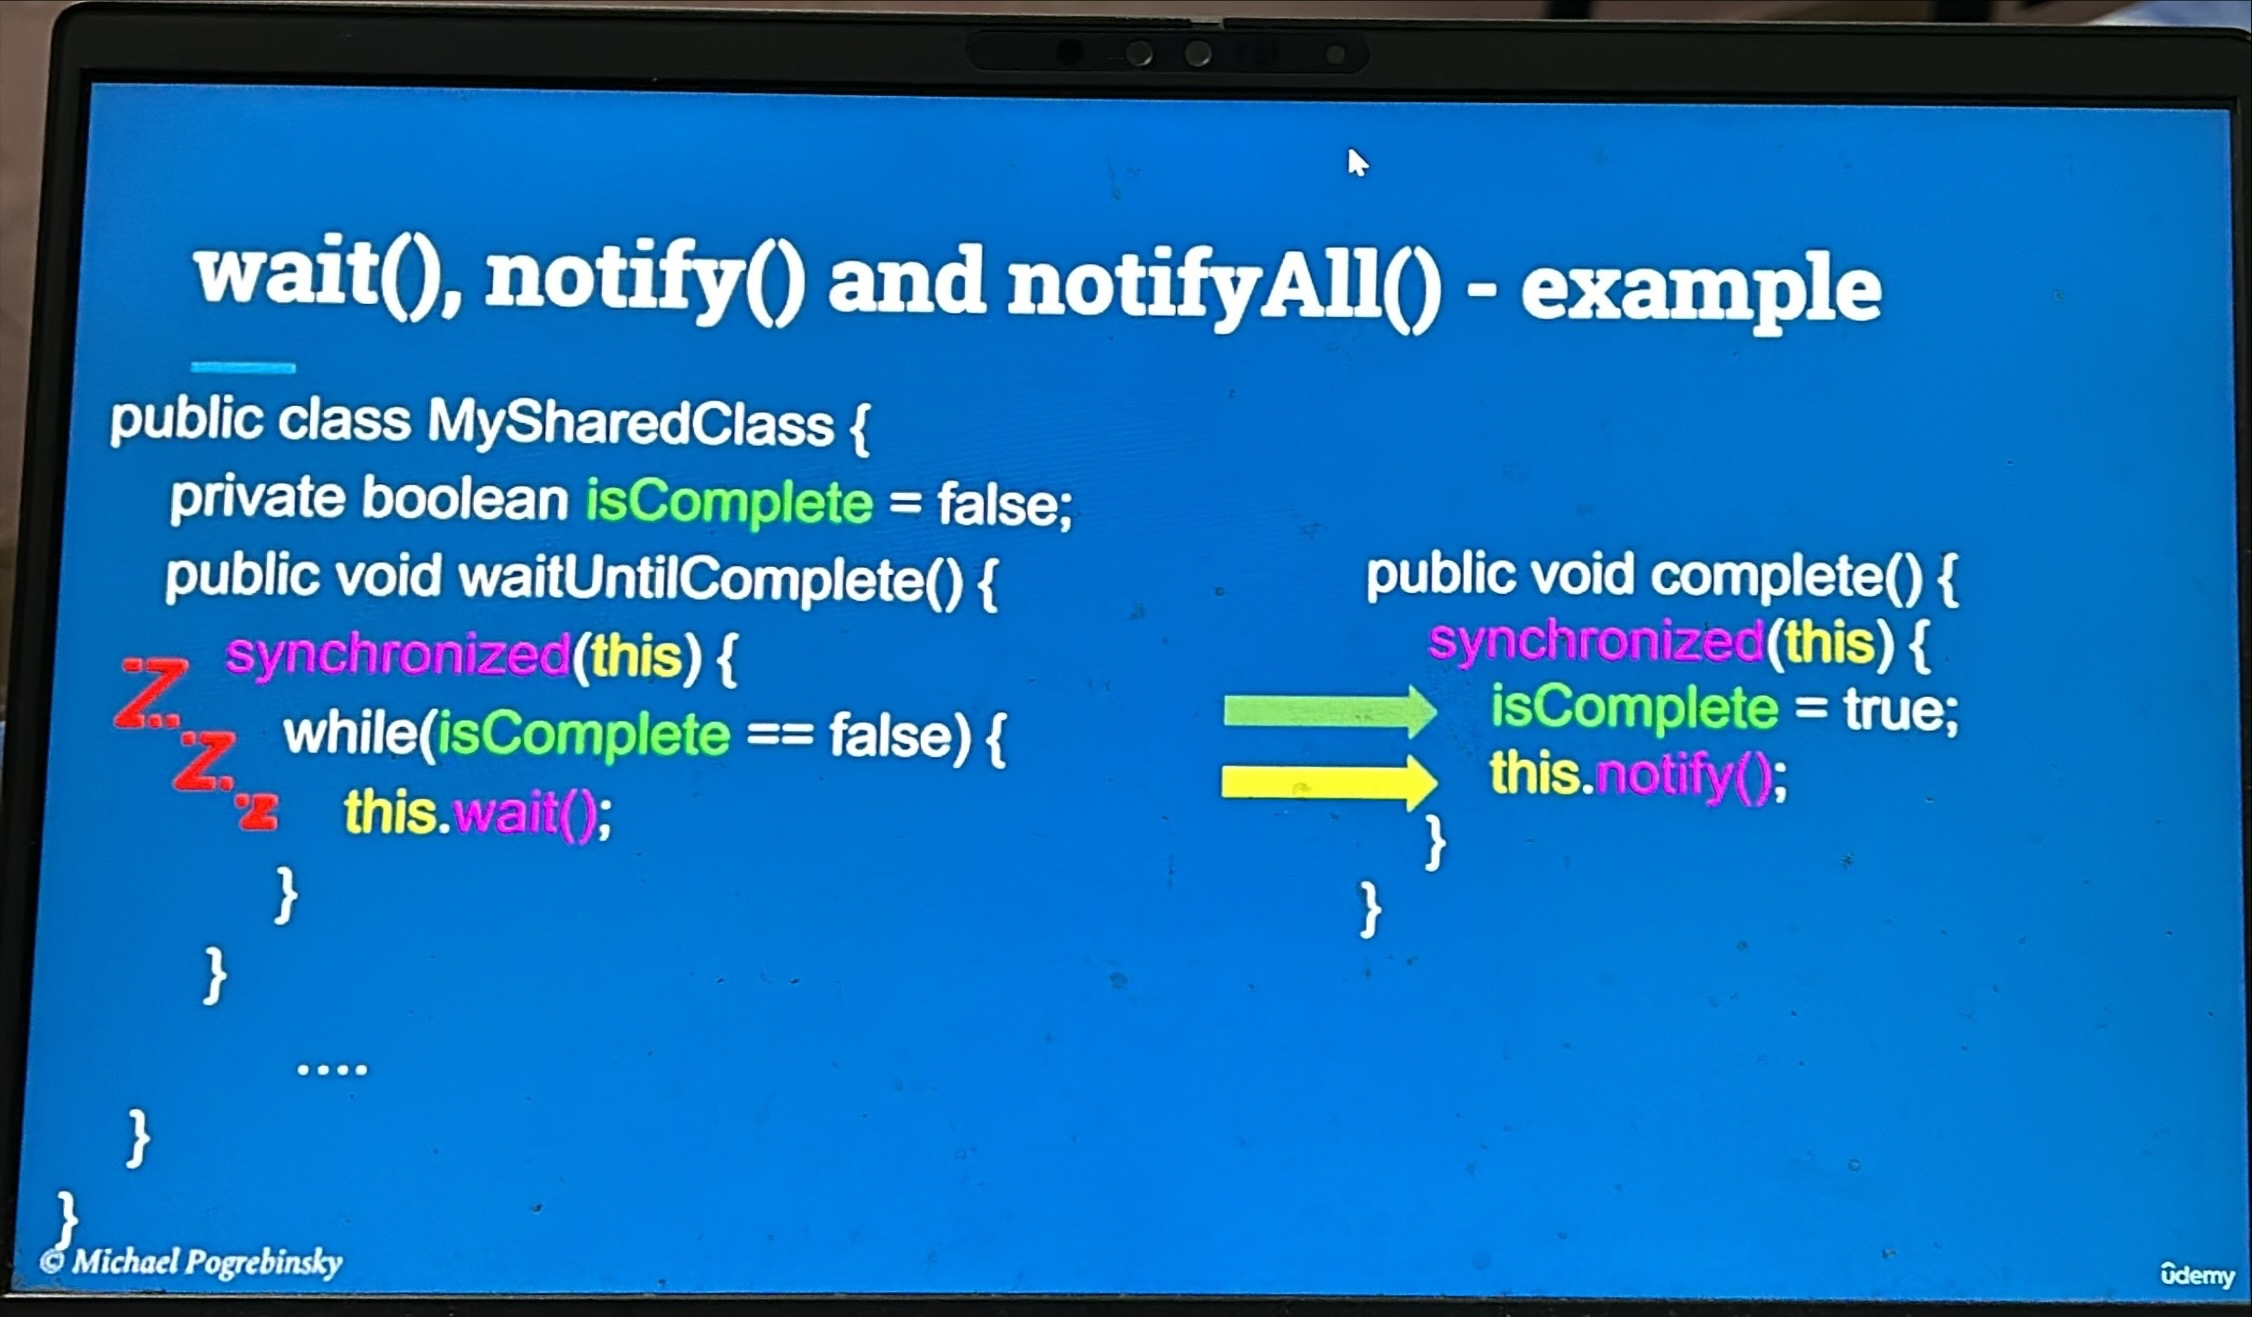 wait(), notify() and notifyAll() - example
public class MySharedClass {
private boolean isComplete = false;
public void waitUntilComplete() {
synchronized(this) {
while(isComplete == false) {
this.wait();
}
}
....
}
}
Z..
Z.
z
public void complete() {
synchronized(this) {
isComplete = true;
this.notify();
}
}
© Michael Pogrebinsky
ûdemy